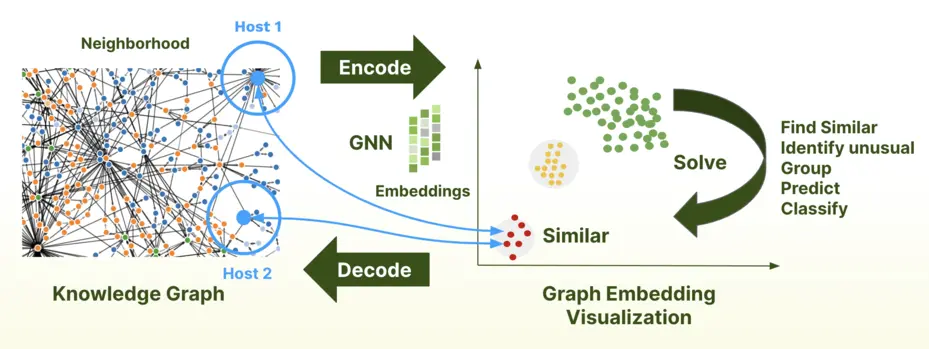 Host 1
Neighborhood
Encode
GNN
Embeddings
Find Similar
Identify unusual
Group
Predict
Classify
Solve
Similar
Host 2
Decode
Knowledge Graph
Graph Embedding
Visualization